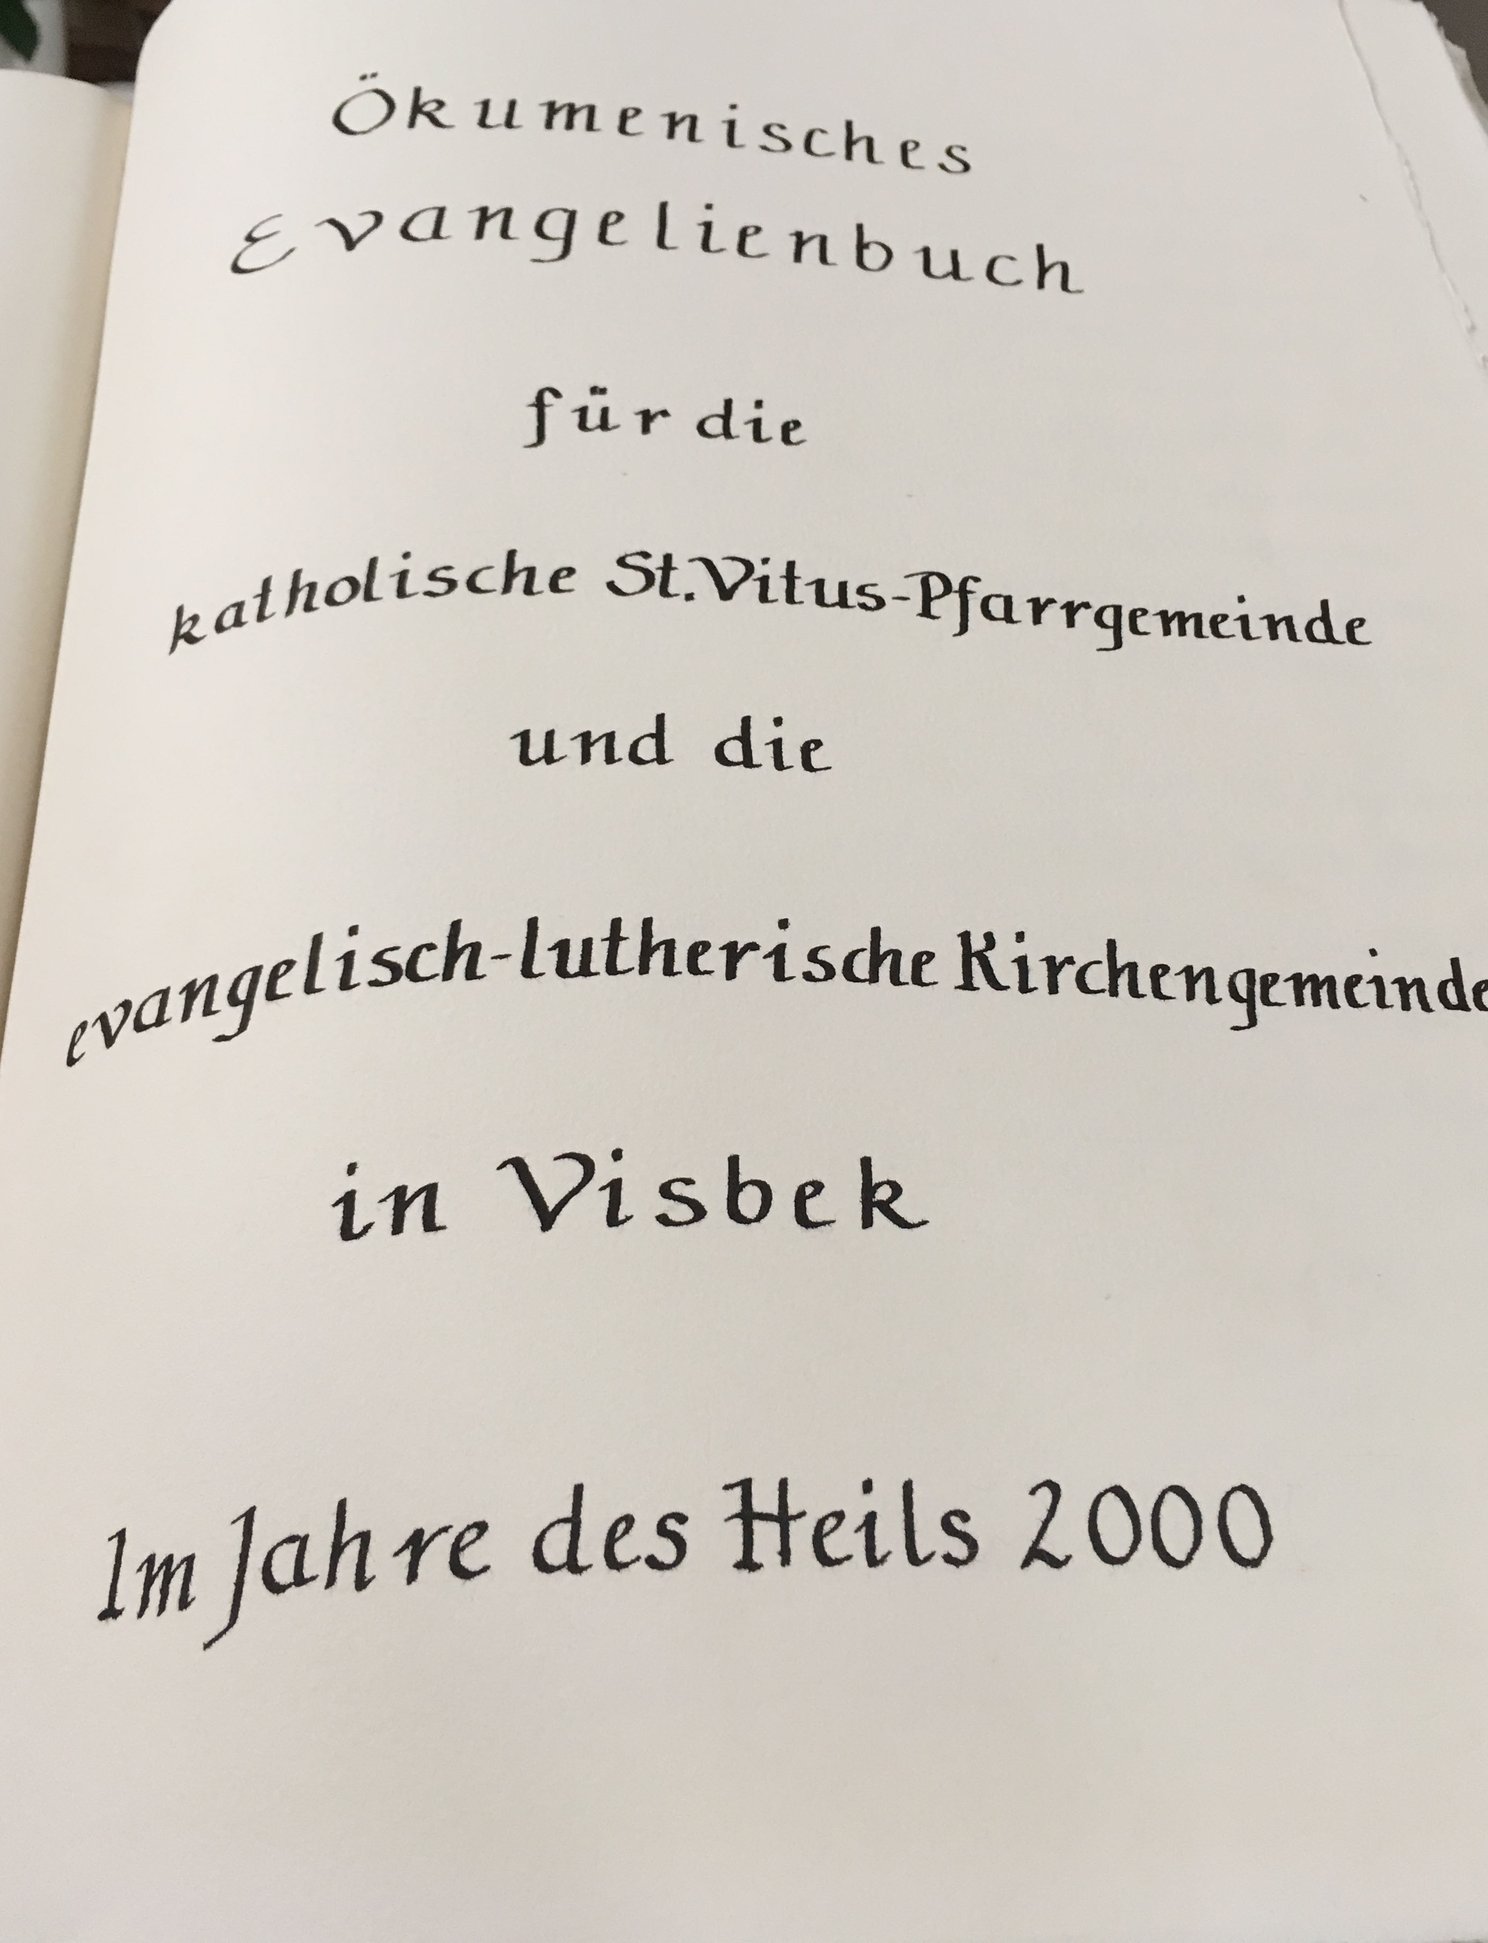 Ökumenisches
Evangelienbuch
für die
katholische St.Vitus-Pfarrgemeinde
und die
evangelisch-lutherische Kirchengemeinde
in Visbek
Im Jahre des Heils 2000